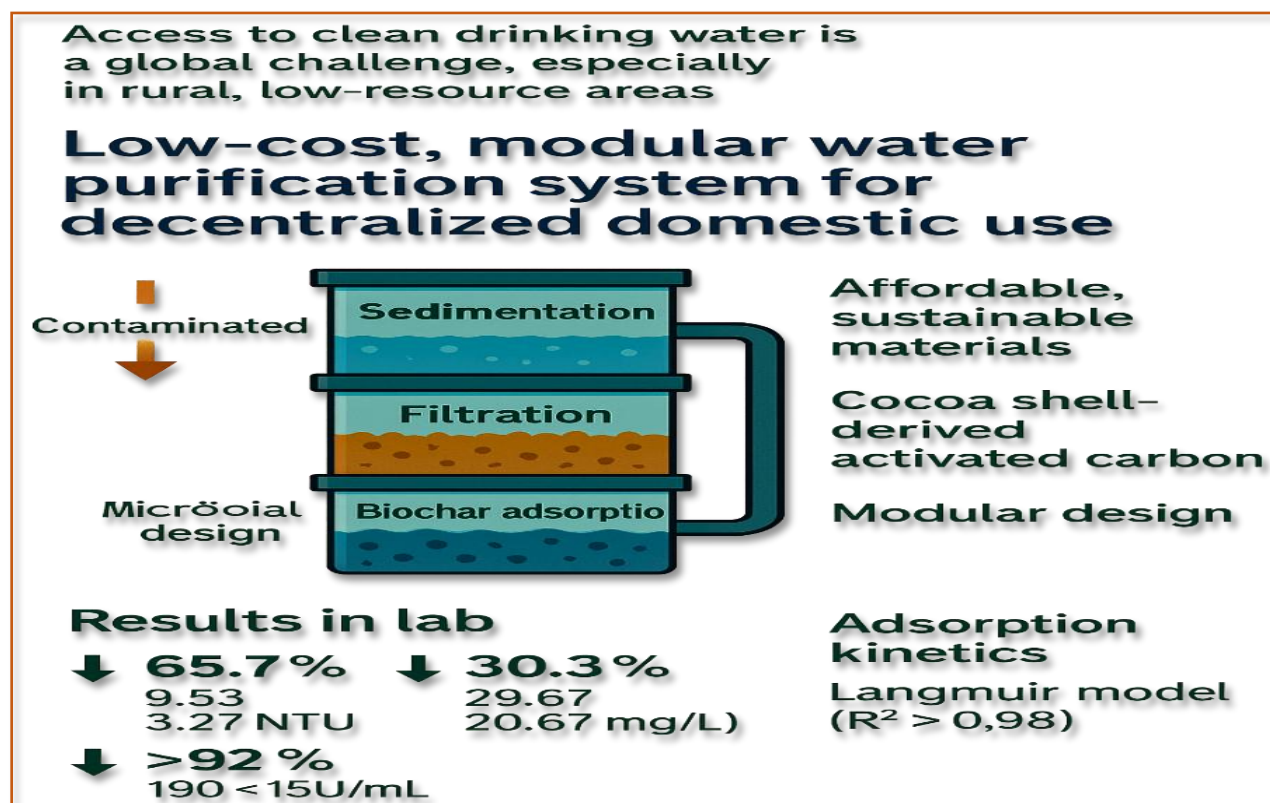 Access to clean drinking water is
a global challenge, especially
in rural, low-resource areas
Low-cost, modular water
purification system for
decentralized domestic use
Contaminated
Sedimentation
Filtration
Biochar adsorptio
Micröoial
design
Affordable,
sustainable
materials
Cocoa shell-
derived
activated carbon
Modular design
Results in lab
65.7%
9.53
3.27 NTU
30.3%
29.67
20.67 mg/L)
>92 %
190 < 15U/mL
Adsorption
kinetics
Langmuir model
(R² > 0,98)